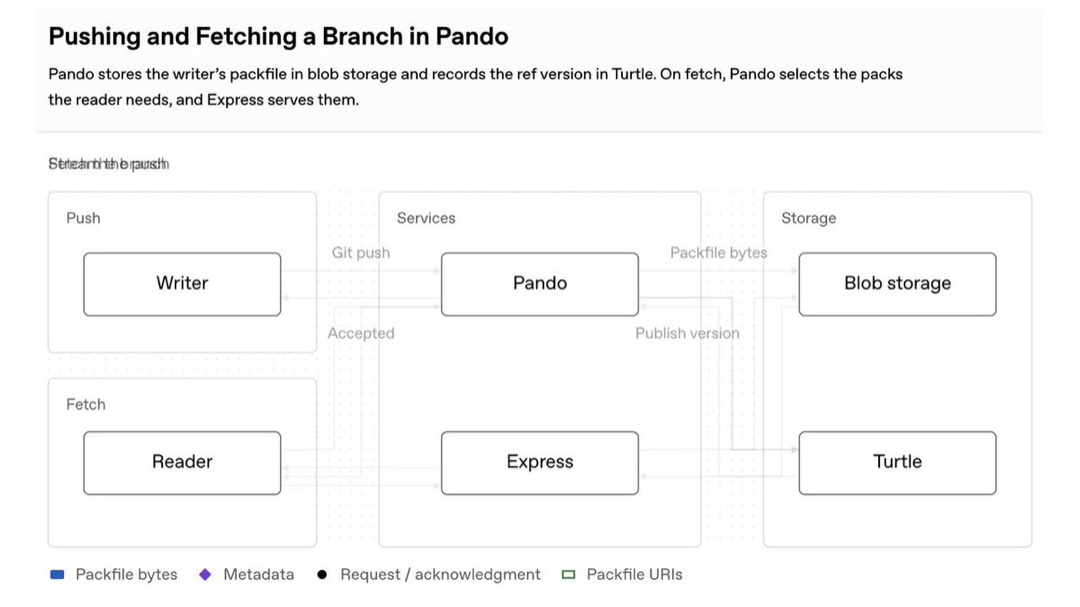 Pushing and Fetching a Branch in Pando
Pando stores the writer’s packfile in blob storage and records the ref version in Turtle. On fetch, Pando selects the packs
the reader needs, and Express serves them.
Push
Services
Storage
Git push
Packfile bytes
Writer
Pando
Blob storage
Accepted
Publish version
Fetch
Reader
Express
Turtle
Packfile bytes
Metadata
Request / acknowledgment
Packfile URIs